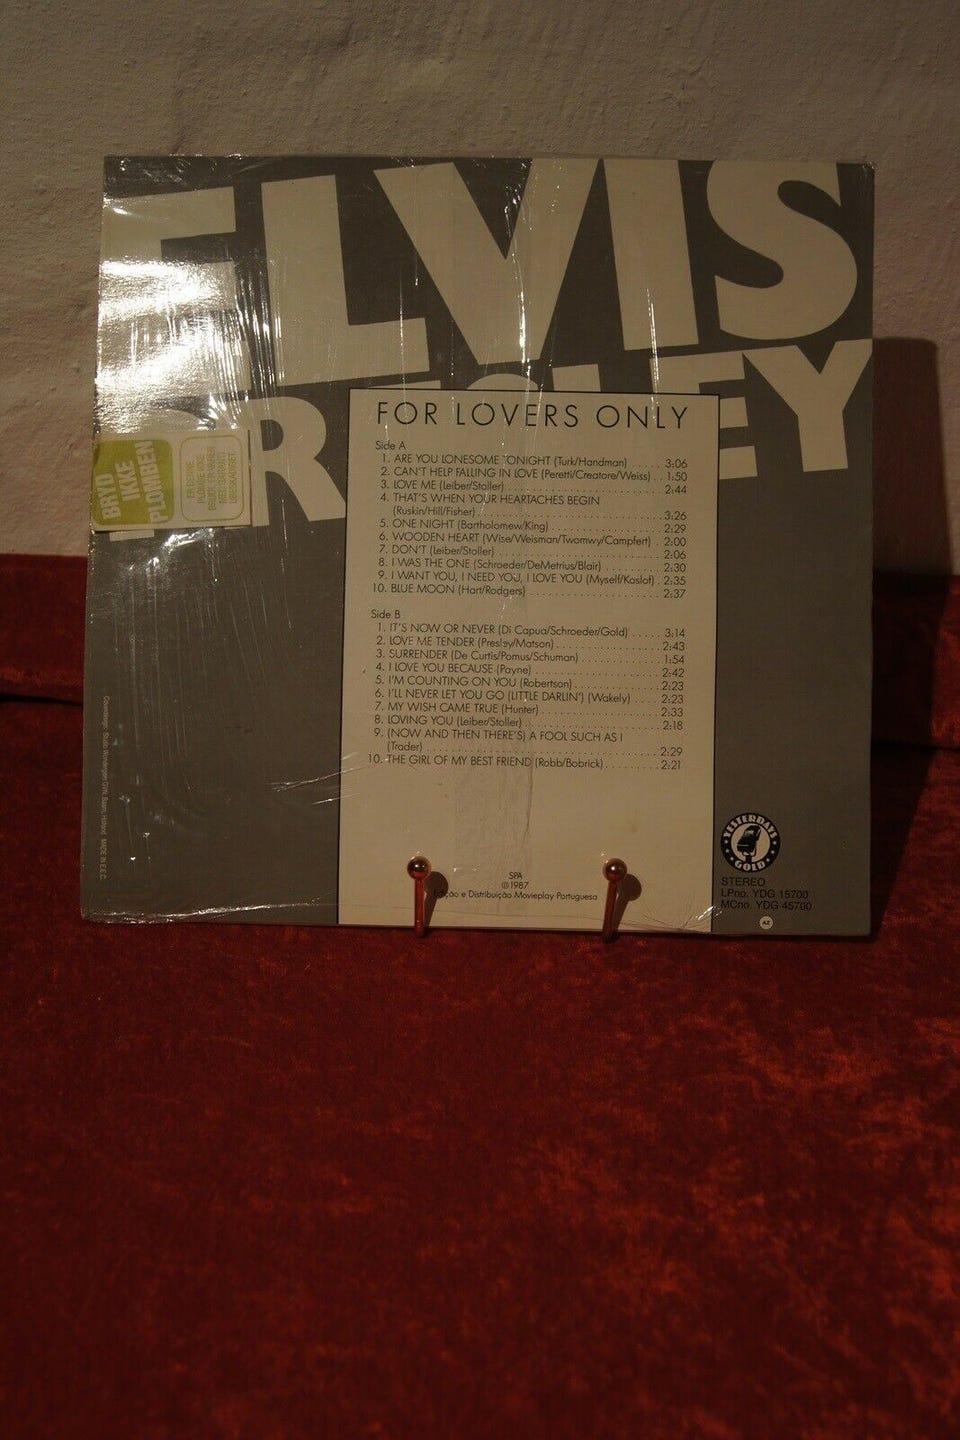 ELVIS
PRESLEY
FOR LOVERS ONLY
Side A
1. ARE YOU LONESOME TONIGHT (Turk/Handman) . . . . . 3:06
2. CAN'T HELP FALLING IN LOVE (Peretti/Creatore/Weiss) . 1:50
3. LOVE ME (Leiber/Stoller) . . . . . 2:44
4. THAT'S WHEN YOUR HEARTACHES BEGIN
(Ruskin/Hill/Fisher) . . . . . 3:26
5. ONE NIGHT (Bartholomew/King) . . . . . 2:29
6. WOODEN HEART (Wise/Weisman/Twomwy/Campfert) . 2:00
7. DON'T (Leiber/Stoller) . . . . . 2:06
8. I WAS THE ONE (Schroeder/DeMetrius/Blair) . . . . . 2:30
9. I WANT YOU, I NEED YOU, I LOVE YOU (Myself/Koslof) . 2:35
10. BLUE MOON (Hart/Rodgers) . . . . . 2:37
Side B
1. IT'S NOW OR NEVER (Di Capua/Schroeder/Gold) . . . . . 3:14
2. LOVE ME TENDER (Presley/Matson) . . . . . 2:43
3. SURRENDER (De Curtis/Pomus/Schuman) . . . . . 1:54
4. I LOVE YOU BECAUSE (Payne) . . . . . 2:42
5. I'M COUNTING ON YOU (Robertson) . . . . . 2:23
6. I'LL NEVER LET YOU GO (LITTLE DARLIN') (Wakely) . 2:23
7. MY WISH CAME TRUE (Hunter) . . . . . 2:33
8. LOVING YOU (Leiber/Stoller) . . . . . 2:18
9. (NOW AND THEN THERE'S) A FOOL SUCH AS I
(Trader) . . . . . 2:29
10. THE GIRL OF MY BEST FRIEND (Robb/Bobrick) . . . . . 2:21
SPA
℗ 1987
Edição e Distribuição Movieplay Portuguesa
YESTERDAYS
GOLD
STEREO
LPno. YDG 15700
MCno. YDG 45700
AZ
BRYD
IKKE
PLOMBEN
MADE IN E.E.C.